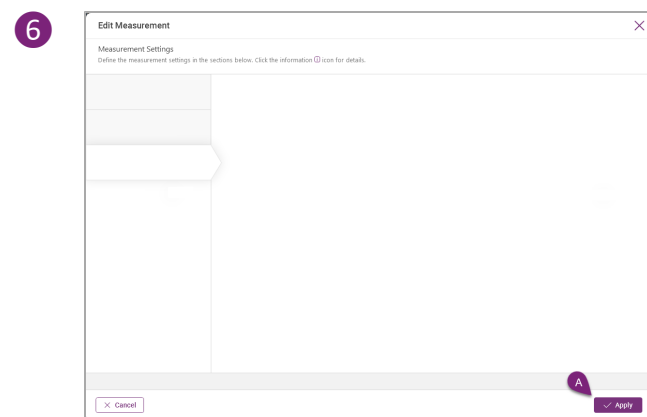 6
Edit Measurement
Measurement Settings
Define the measurement settings in the sections below. Click the information ⓘ icon for details.
A
Cancel
Apply